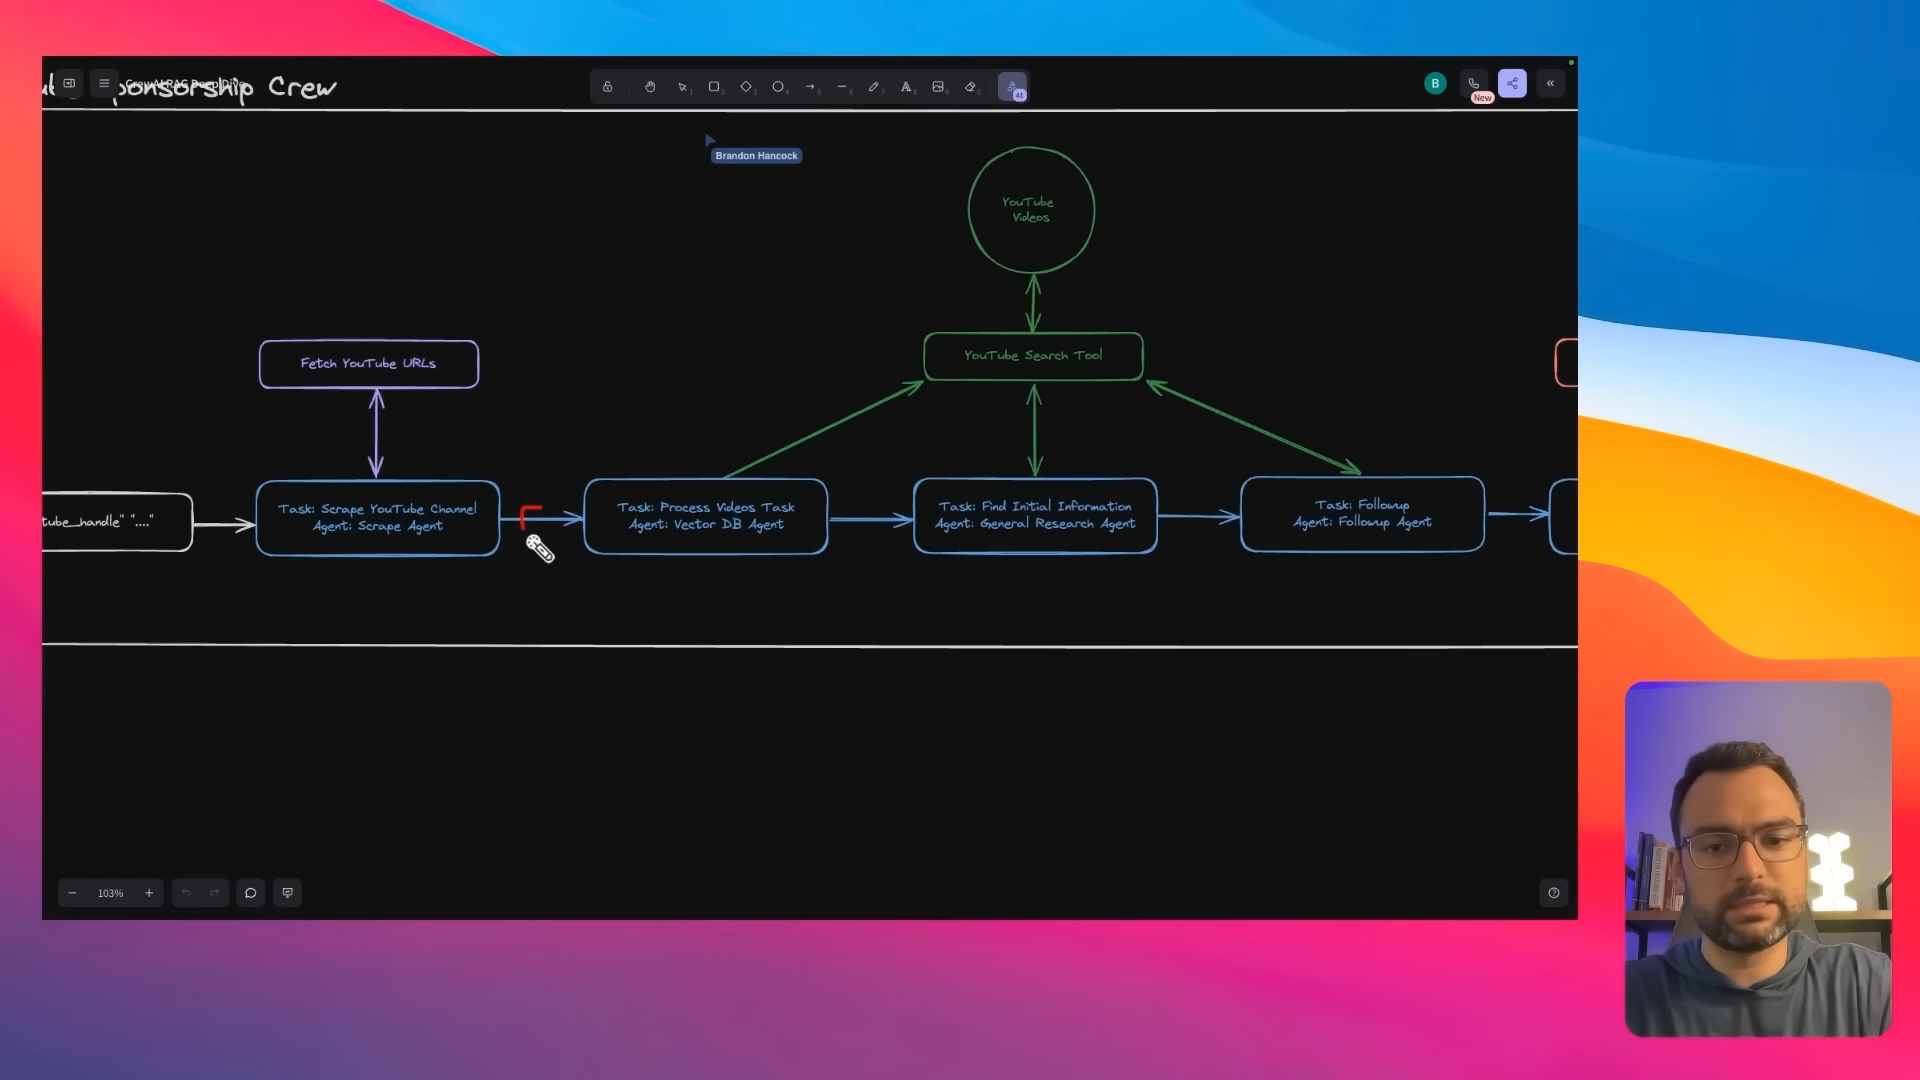 ponsorship Crew
B
New
Brandon Hancock
AI
YouTube
Videos
Fetch YouTube URLs
YouTube Search Tool
tube_handle" "...."
Task: Scrape YouTube Channel
Agent: Scrape Agent
Task: Process Videos Task
Agent: Vector DB Agent
Task: Find Initial Information
Agent: General Research Agent
Task: Followup
Agent: Followup Agent
103%